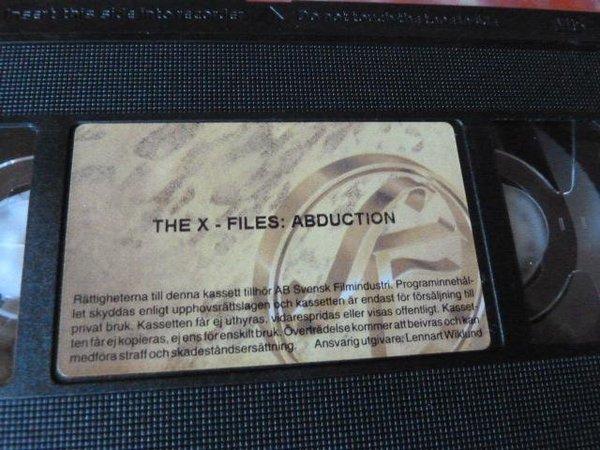 Insert this side into recorder
Do not touch the tape inside
THE X - FILES: ABDUCTION
Rättigheterna till denna kassett tillhör AB Svensk Filmindustri. Programinnehål-
let skyddas enligt upphovsrättslagen och kassetten är endast för försäljning till
privat bruk. Kassetten får ej uthyras, vidarespridas eller visas offentligt. Kasset-
ten får ej kopieras, ej ens för enskilt bruk. Överträdelse kommer att beivras och kan
medföra straff och skadeståndsersättning. Ansvarig utgivare: Lennart Wiklund